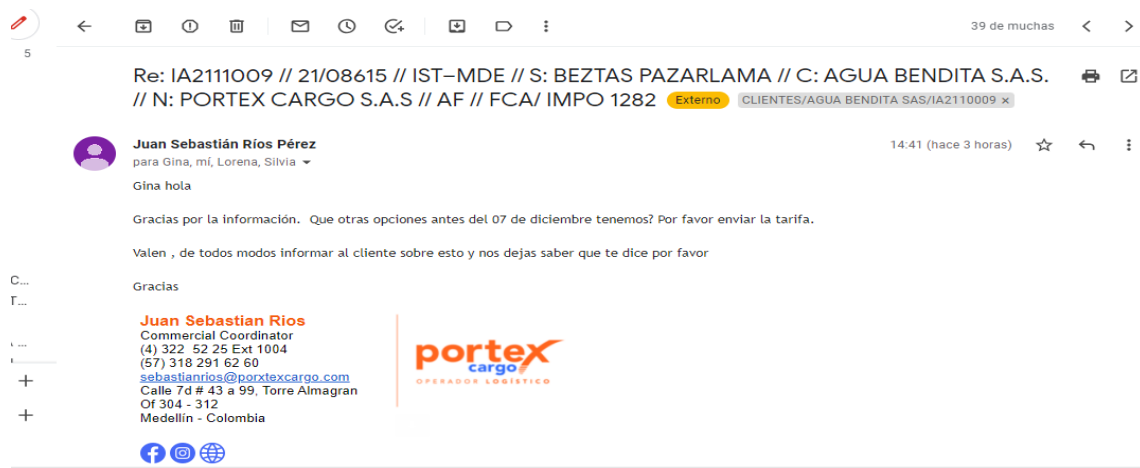 39 de muchas
5
Re: IA2111009 // 21/08615 // IST–MDE // S: BEZTAS PAZARLAMA // C: AGUA BENDITA S.A.S.
// N: PORTEX CARGO S.A.S // AF // FCA/ IMPO 1282 Externo CLIENTES/AGUA BENDITA SAS/IA2110009 ×
Juan Sebastián Ríos Pérez 14:41 (hace 3 horas)
para Gina, mí, Lorena, Silvia
Gina hola
Gracias por la información. Que otras opciones antes del 07 de diciembre tenemos? Por favor enviar la tarifa.
Valen , de todos modos informar al cliente sobre esto y nos dejas saber que te dice por favor
C...
Gracias
T...
Juan Sebastian Rios
Commercial Coordinator
(4) 322 52 25 Ext 1004
(57) 318 291 62 60
sebastianrios@porxtexcargo.com
Calle 7d # 43 a 99, Torre Almagran
Of 304 - 312
Medellín - Colombia
portex
cargo
OPERADOR LOGÍSTICO